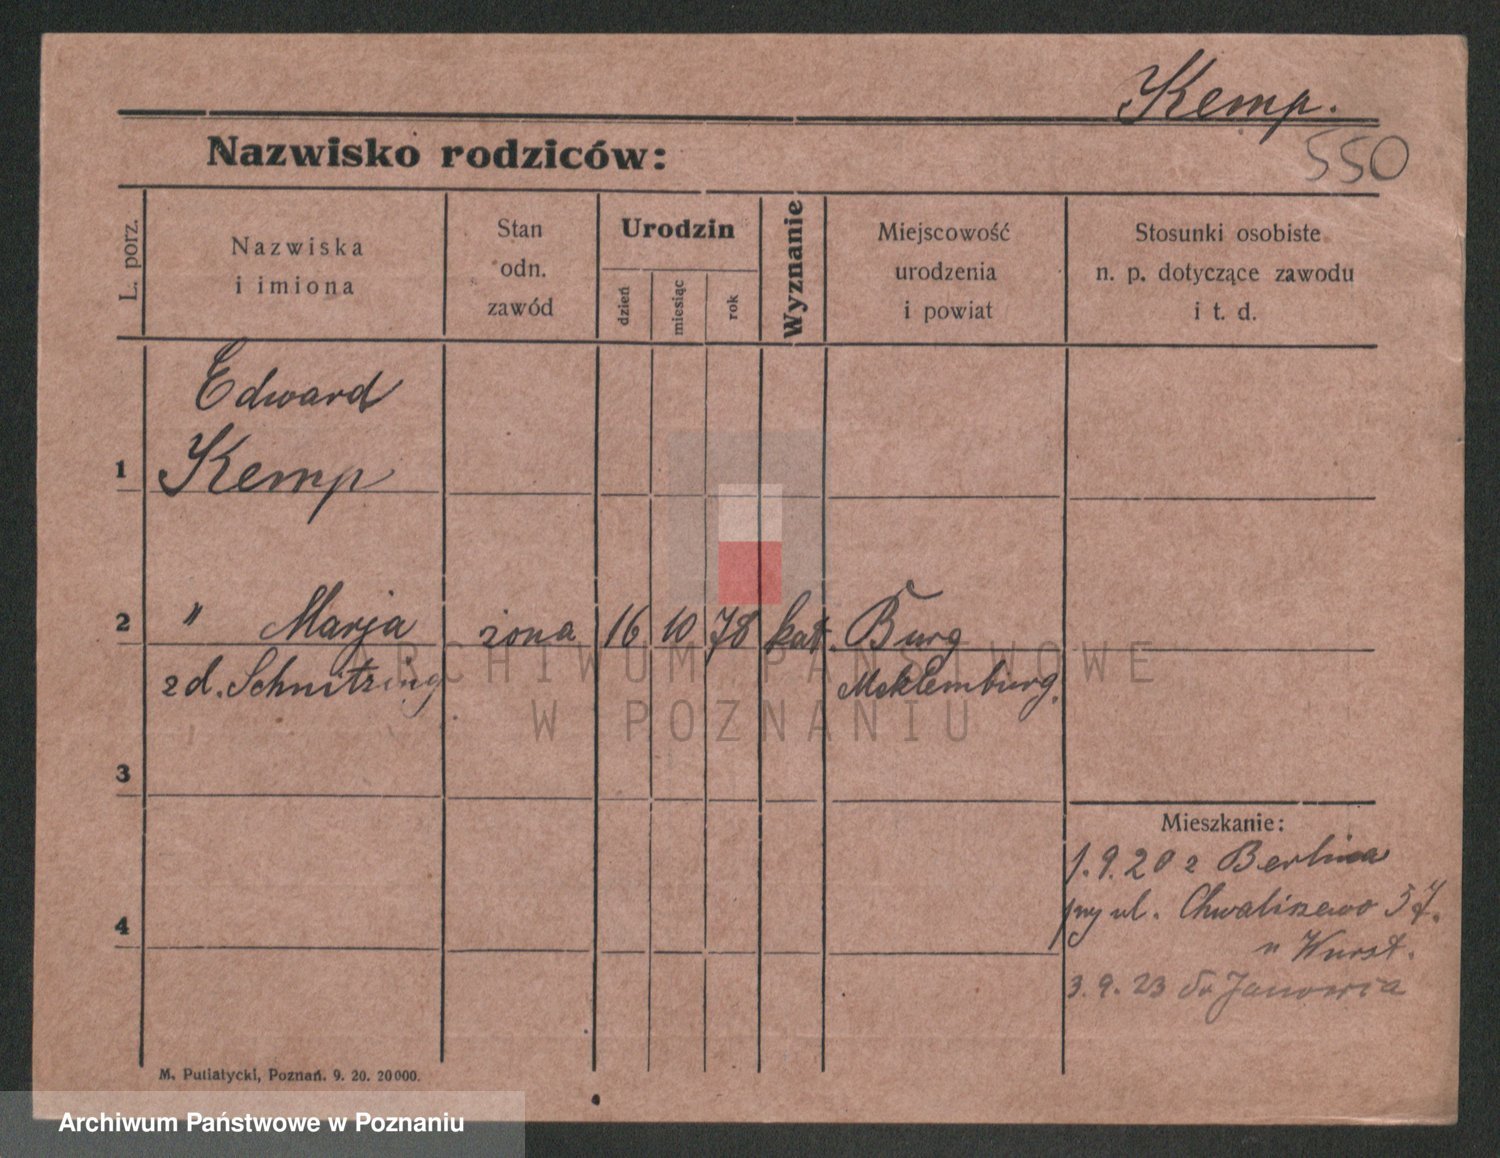 Kemp.
550
Nazwisko rodziców:
L. porz.
Nazwiska
i imiona
Stan
odn.
zawód
Urodzin
dzień
miesiąc
rok
Wyznanie
Miejscowość
urodzenia
i powiat
Stosunki osobiste
n. p. dotyczące zawodu
i t. d.
Edward
1 Kemp
2 " Marja żona 16 10 78 kat. Burg
z d. Schnitzing Meklemburg.
3
Mieszkanie:
1.9.20 z Berlina
przy ul. Chwaliszewo 37.
4
u Wurst.
3.9.23 do Janowca
M. Putiatycki, Poznań. 9. 20. 20000.
ARCHIWUM PAŃSTWOWE
W POZNANIU
Archiwum Państwowe w Poznaniu